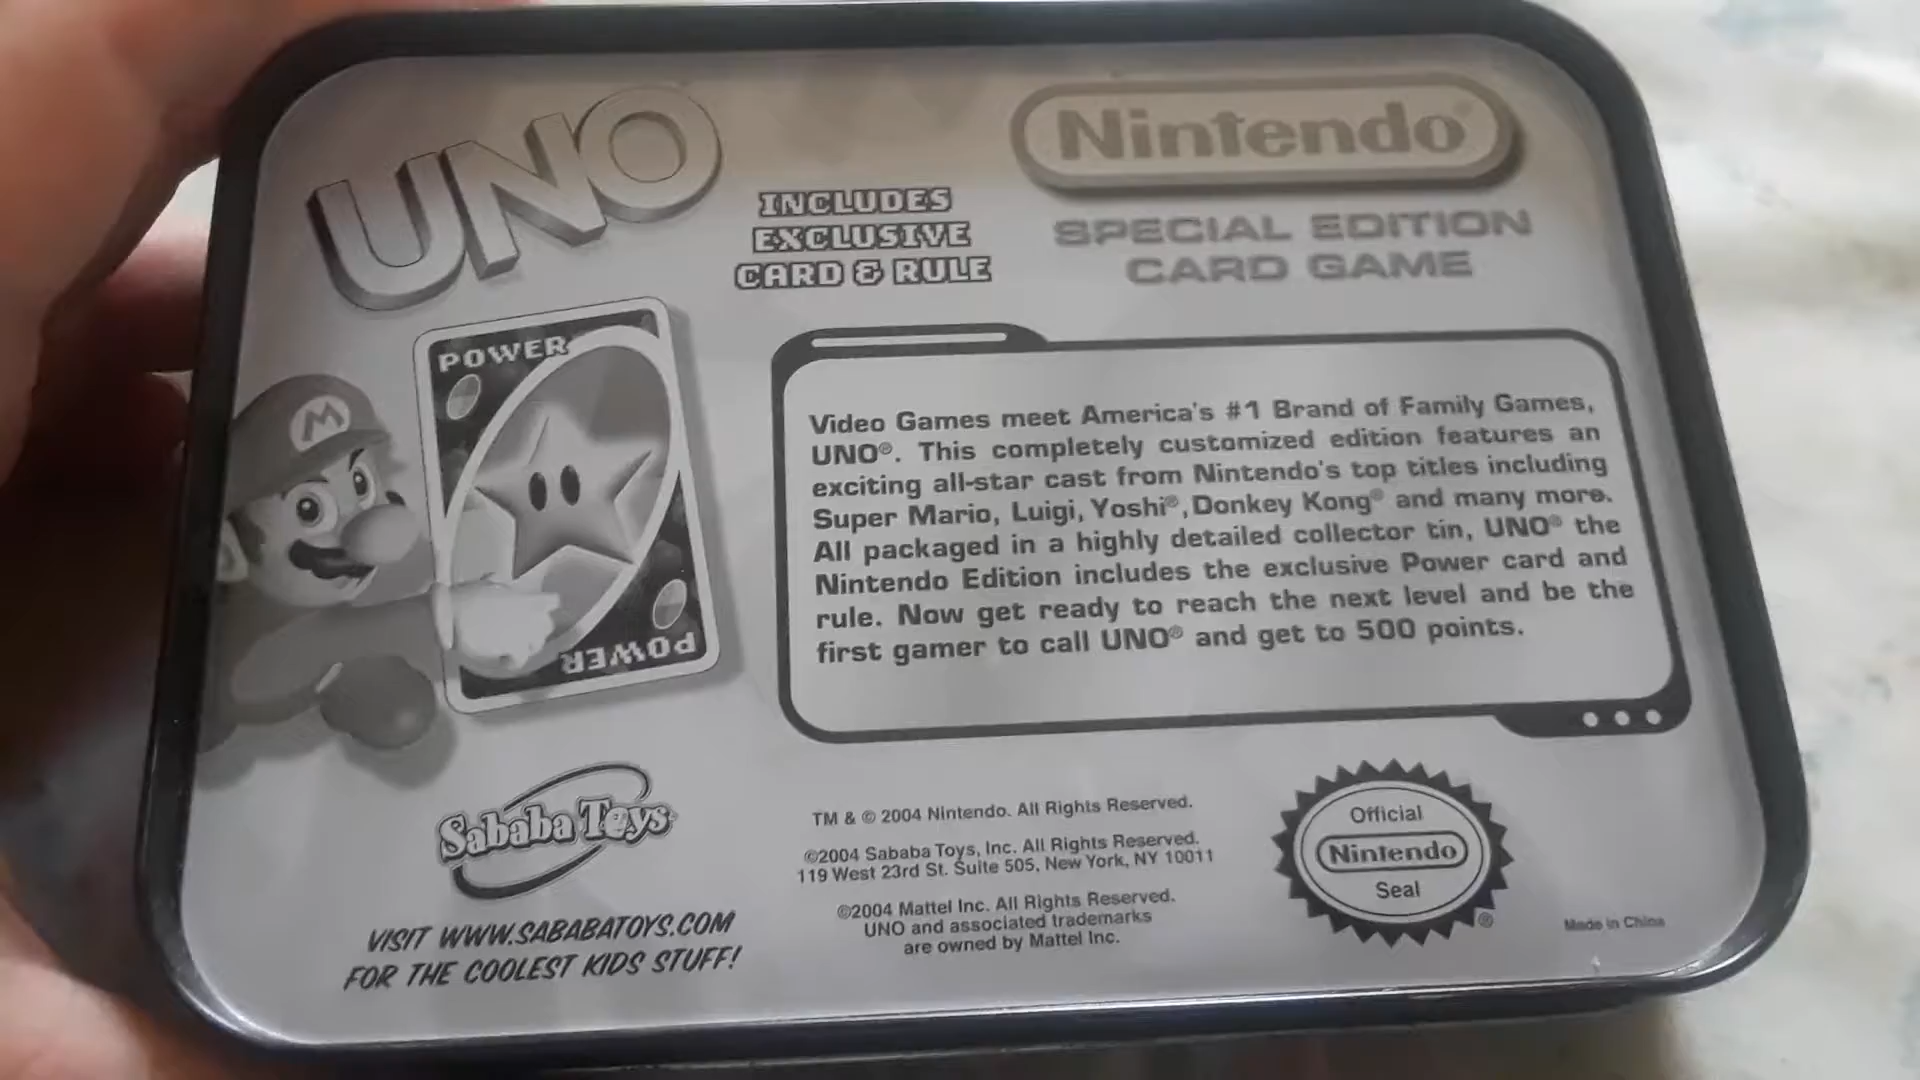 UNO
Nintendo®
INCLUDES
EXCLUSIVE
CARD & RULE
SPECIAL EDITION
CARD GAME
POWER
M
POWER
Video Games meet America's #1 Brand of Family Games,
UNO®. This completely customized edition features an
exciting all-star cast from Nintendo's top titles including
Super Mario, Luigi, Yoshi®, Donkey Kong® and many more.
All packaged in a highly detailed collector tin, UNO® the
Nintendo Edition includes the exclusive Power card and
rule. Now get ready to reach the next level and be the
first gamer to call UNO® and get to 500 points.
Sababa Toys
VISIT WWW.SABABATOYS.COM
FOR THE COOLEST KIDS STUFF!
TM & © 2004 Nintendo. All Rights Reserved.
©2004 Sababa Toys, Inc. All Rights Reserved.
119 West 23rd St. Suite 505, New York, NY 10011
©2004 Mattel Inc. All Rights Reserved.
UNO and associated trademarks
are owned by Mattel Inc.
Official
Nintendo
Seal
®
Made in China